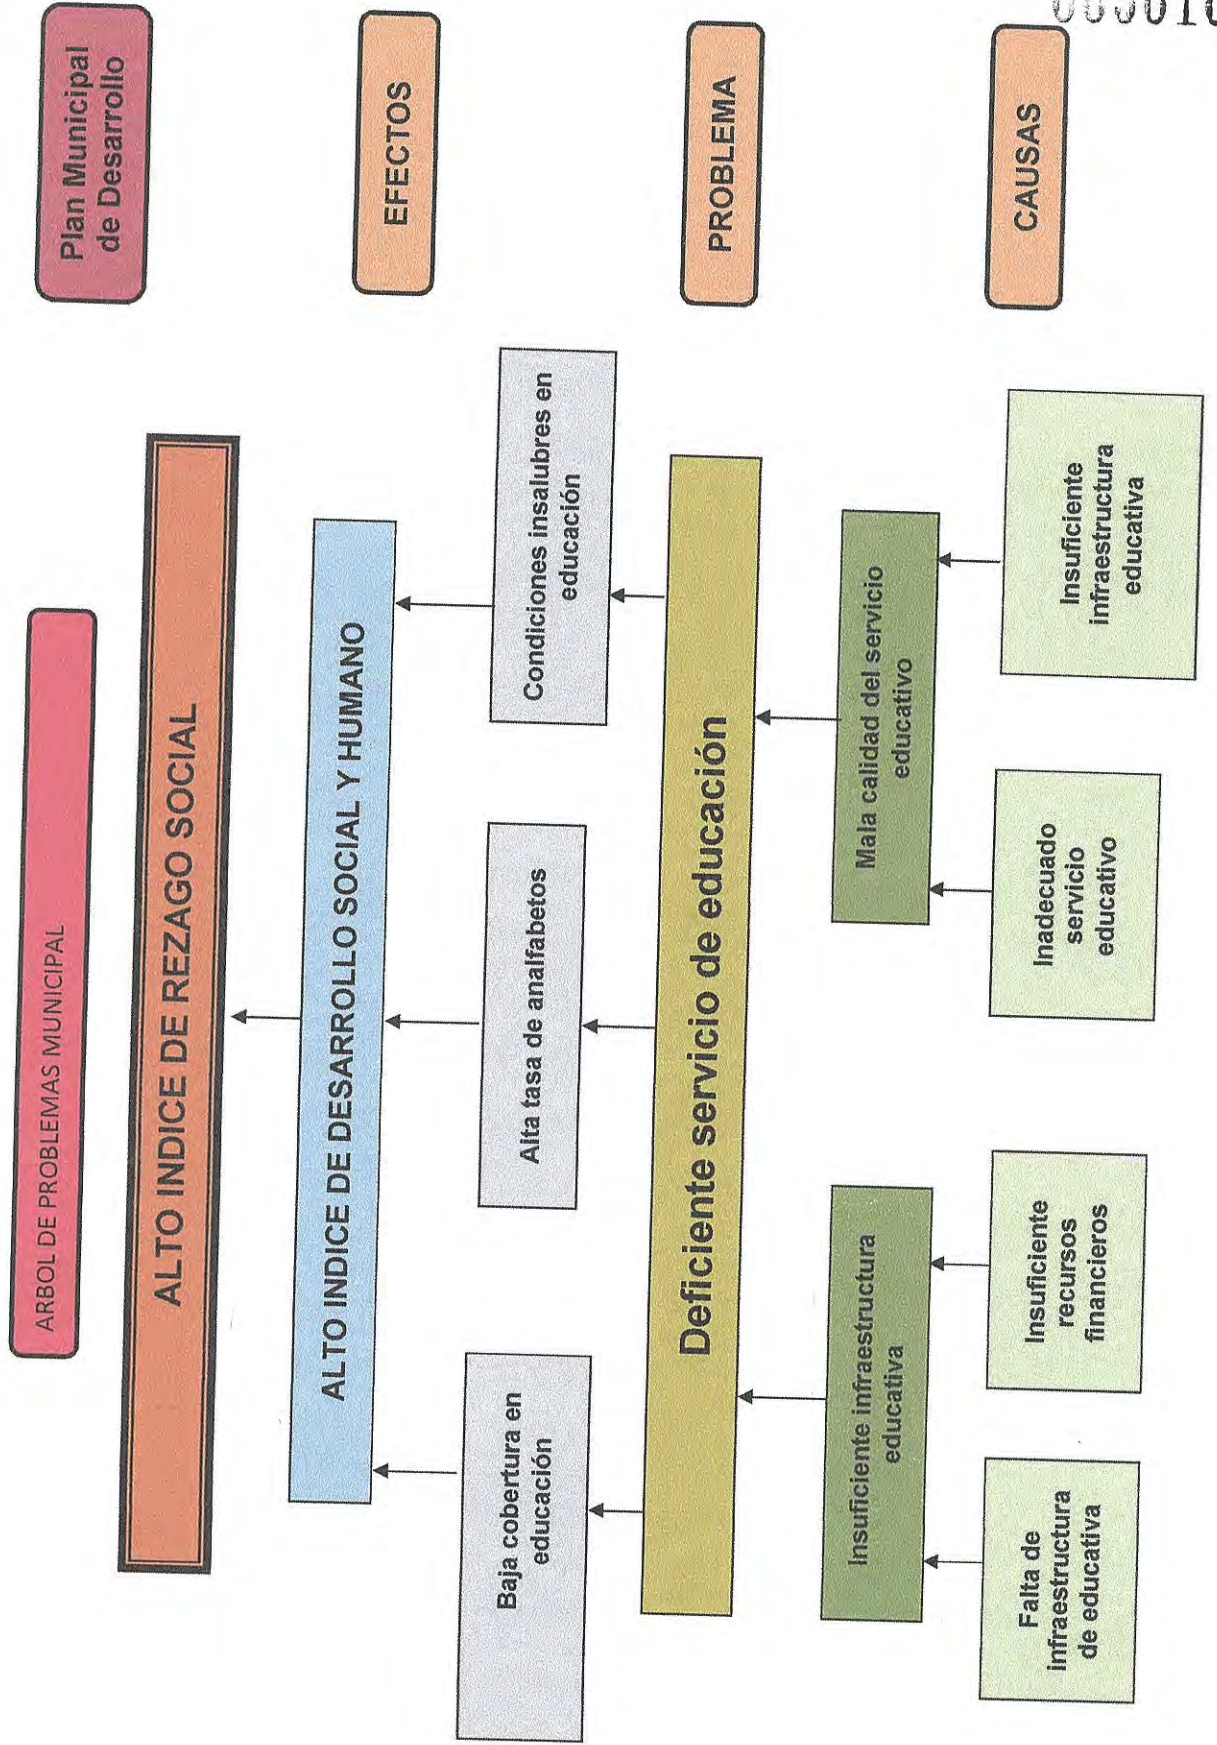 ARBOL DE PROBLEMAS MUNICIPAL
Plan Municipal
de Desarrollo
ALTO INDICE DE REZAGO SOCIAL
EFECTOS
ALTO INDICE DE DESARROLLO SOCIAL Y HUMANO
Baja cobertura en
educación
Alta tasa de analfabetos
Condiciones insalubres en
educación
PROBLEMA
Deficiente servicio de educación
Insuficiente infraestructura
educativa
Mala calidad del servicio
educativo
CAUSAS
Falta de
infraestructura
de educativa
Insuficiente
recursos
financieros
Inadecuado
servicio
educativo
Insuficiente
infraestructura
educativa